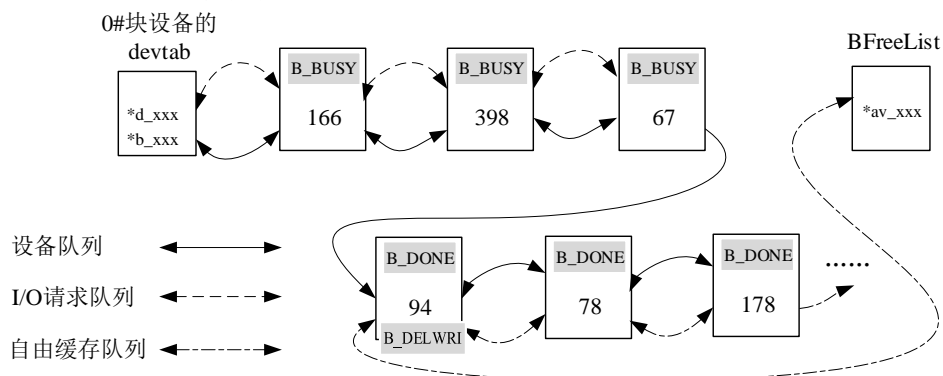 0#块设备的
devtab
BFreeList
B_BUSY
B_BUSY
B_BUSY
*d_xxx
*b_xxx
166
398
67
*av_xxx
设备队列
B_DONE
B_DONE
B_DONE
......
I/O请求队列
94
78
178
B_DELWRI
自由缓存队列